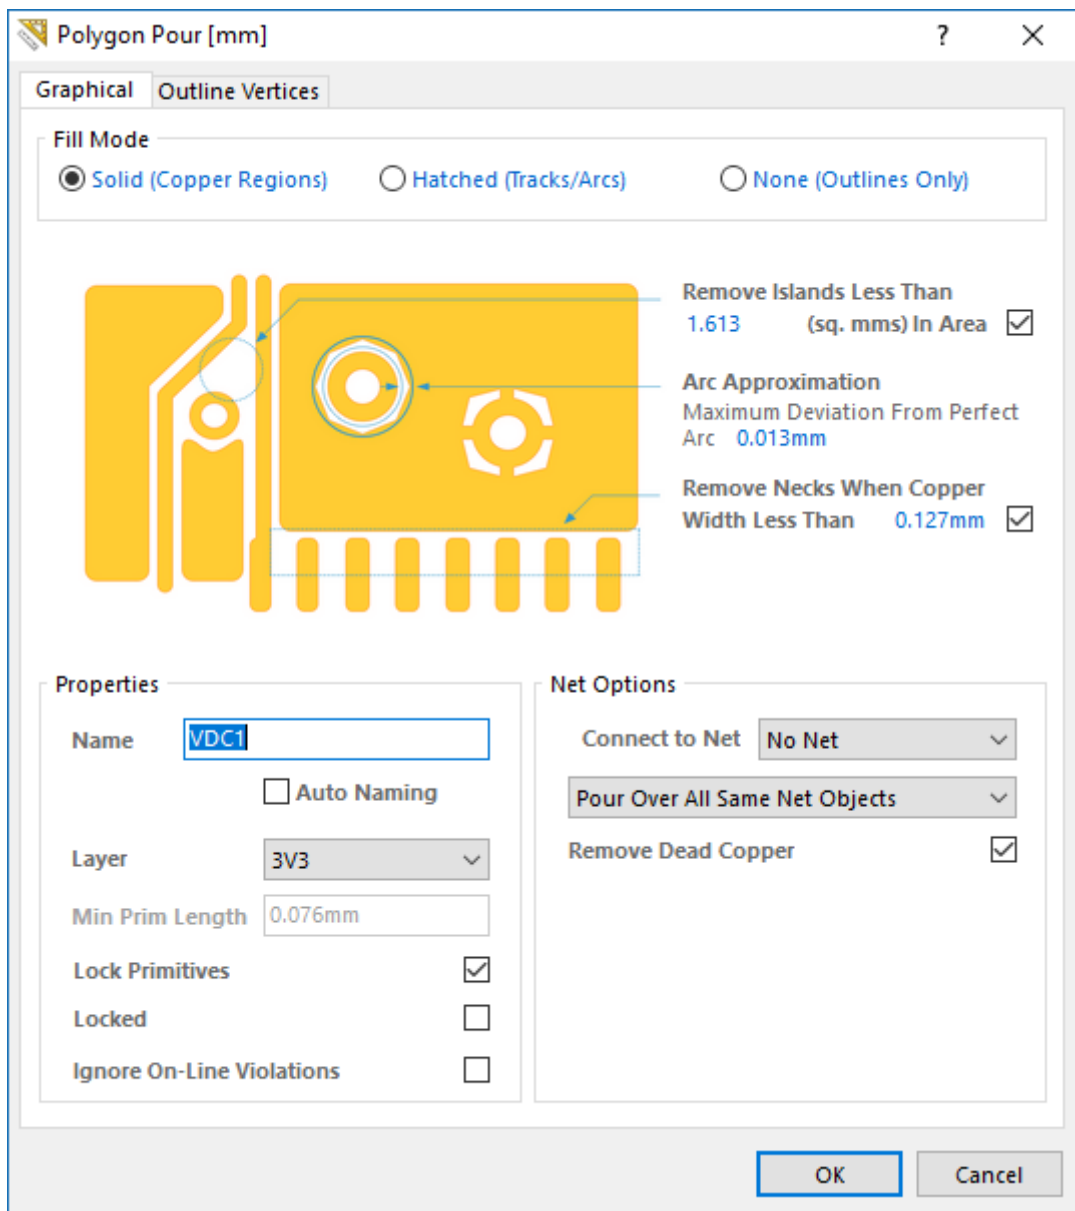 Polygon Pour [mm]
?
Graphical
Outline Vertices
Fill Mode
Solid (Copper Regions)
Hatched (Tracks/Arcs)
None (Outlines Only)
Remove Islands Less Than
1.613 (sq. mms) In Area
Arc Approximation
Maximum Deviation From Perfect
Arc 0.013mm
Remove Necks When Copper
Width Less Than 0.127mm
Properties
Name VDC1
Auto Naming
Layer 3V3
Min Prim Length 0.076mm
Lock Primitives
Locked
Ignore On-Line Violations
Net Options
Connect to Net No Net
Pour Over All Same Net Objects
Remove Dead Copper
OK
Cancel